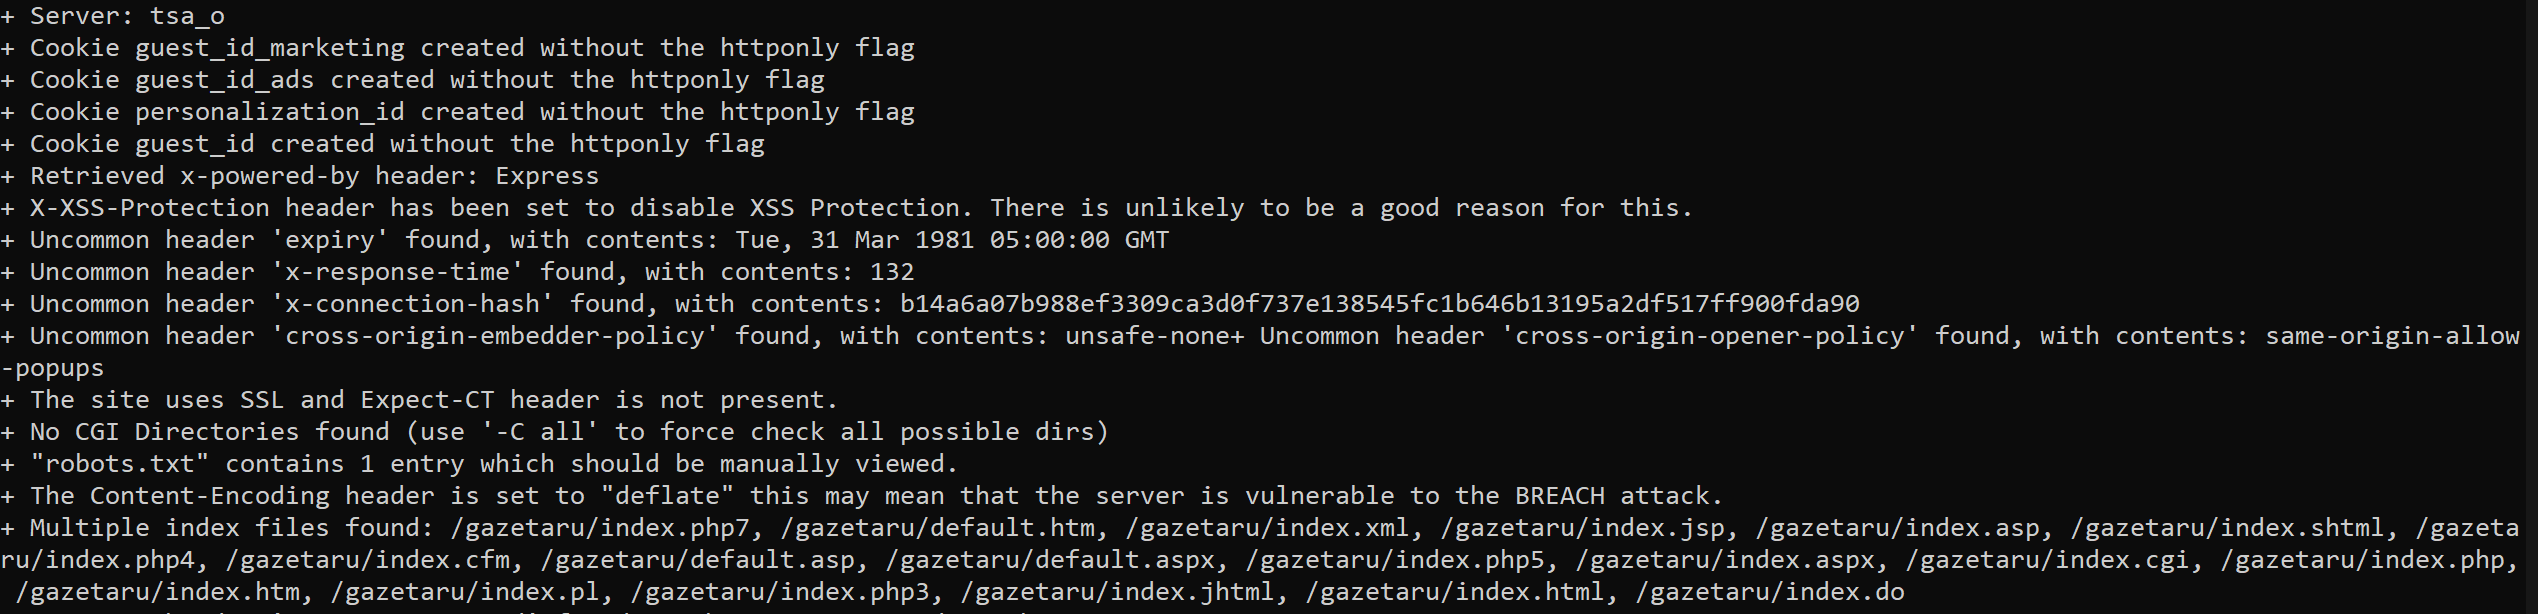 + Server: tsa_o
+ Cookie guest_id_marketing created without the httponly flag
+ Cookie guest_id_ads created without the httponly flag
+ Cookie personalization_id created without the httponly flag
+ Cookie guest_id created without the httponly flag
+ Retrieved x-powered-by header: Express
+ X-XSS-Protection header has been set to disable XSS Protection. There is unlikely to be a good reason for this.
+ Uncommon header 'expiry' found, with contents: Tue, 31 Mar 1981 05:00:00 GMT
+ Uncommon header 'x-response-time' found, with contents: 132
+ Uncommon header 'x-connection-hash' found, with contents: b14a6a07b988ef3309ca3d0f737e138545fc1b646b13195a2df517ff900fda90
+ Uncommon header 'cross-origin-embedder-policy' found, with contents: unsafe-none+ Uncommon header 'cross-origin-opener-policy' found, with contents: same-origin-allow
-popups
+ The site uses SSL and Expect-CT header is not present.
+ No CGI Directories found (use '-C all' to force check all possible dirs)
+ "robots.txt" contains 1 entry which should be manually viewed.
+ The Content-Encoding header is set to "deflate" this may mean that the server is vulnerable to the BREACH attack.
+ Multiple index files found: /gazetaru/index.php7, /gazetaru/default.htm, /gazetaru/index.xml, /gazetaru/index.jsp, /gazetaru/index.asp, /gazetaru/index.shtml, /gazeta
ru/index.php4, /gazetaru/index.cfm, /gazetaru/default.asp, /gazetaru/default.aspx, /gazetaru/index.php5, /gazetaru/index.aspx, /gazetaru/index.cgi, /gazetaru/index.php,
/gazetaru/index.htm, /gazetaru/index.pl, /gazetaru/index.php3, /gazetaru/index.jhtml, /gazetaru/index.html, /gazetaru/index.do